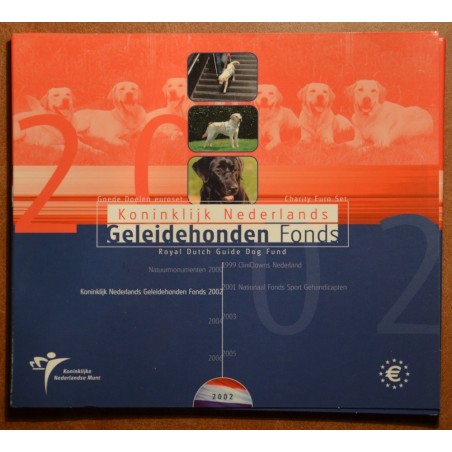 20
Goede Doelen euroset
Charity Euro Set
Koninklijk Nederlands
Geleidehonden Fonds
Royal Dutch Guide Dog Fund
1999 CliniClowns Nederland
Natuurmonumenten 2000
2001 Nationaal Fonds Sport Gehandicapten
Koninklijk Nederlands Geleidehonden Fonds 2002
02
2003
2004
2005
2006
Koninklijke
Nederlandse Munt
2002
€